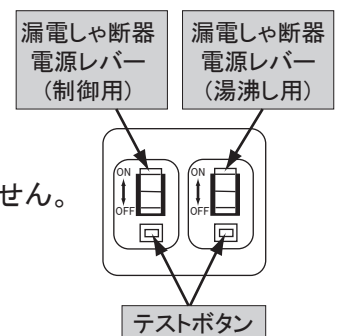 漏電しゃ断器
電源レバー
(制御用)
漏電しゃ断器
電源レバー
(湯沸し用)
せん。
ON
OFF
ON
OFF
テストボタン